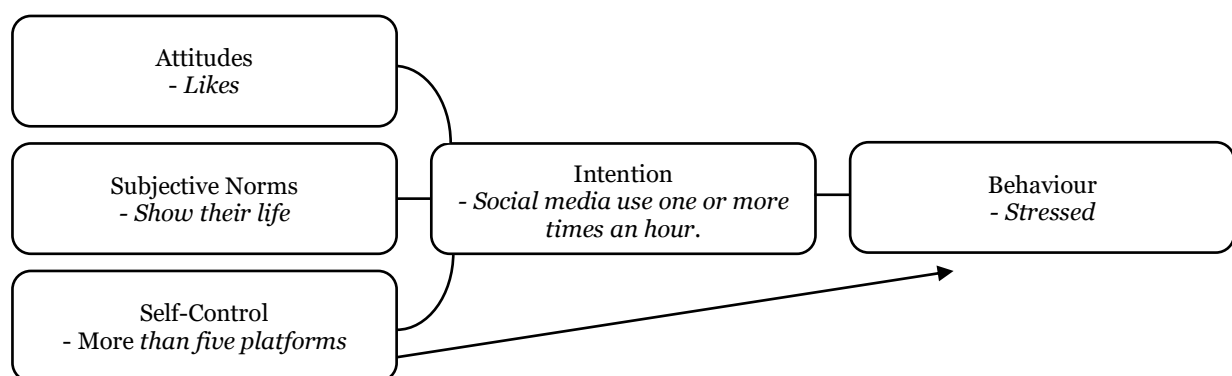 Attitudes
- Likes
Subjective Norms
- Show their life
Self-Control
- More than five platforms
Intention
- Social media use one or more
times an hour.
Behaviour
- Stressed